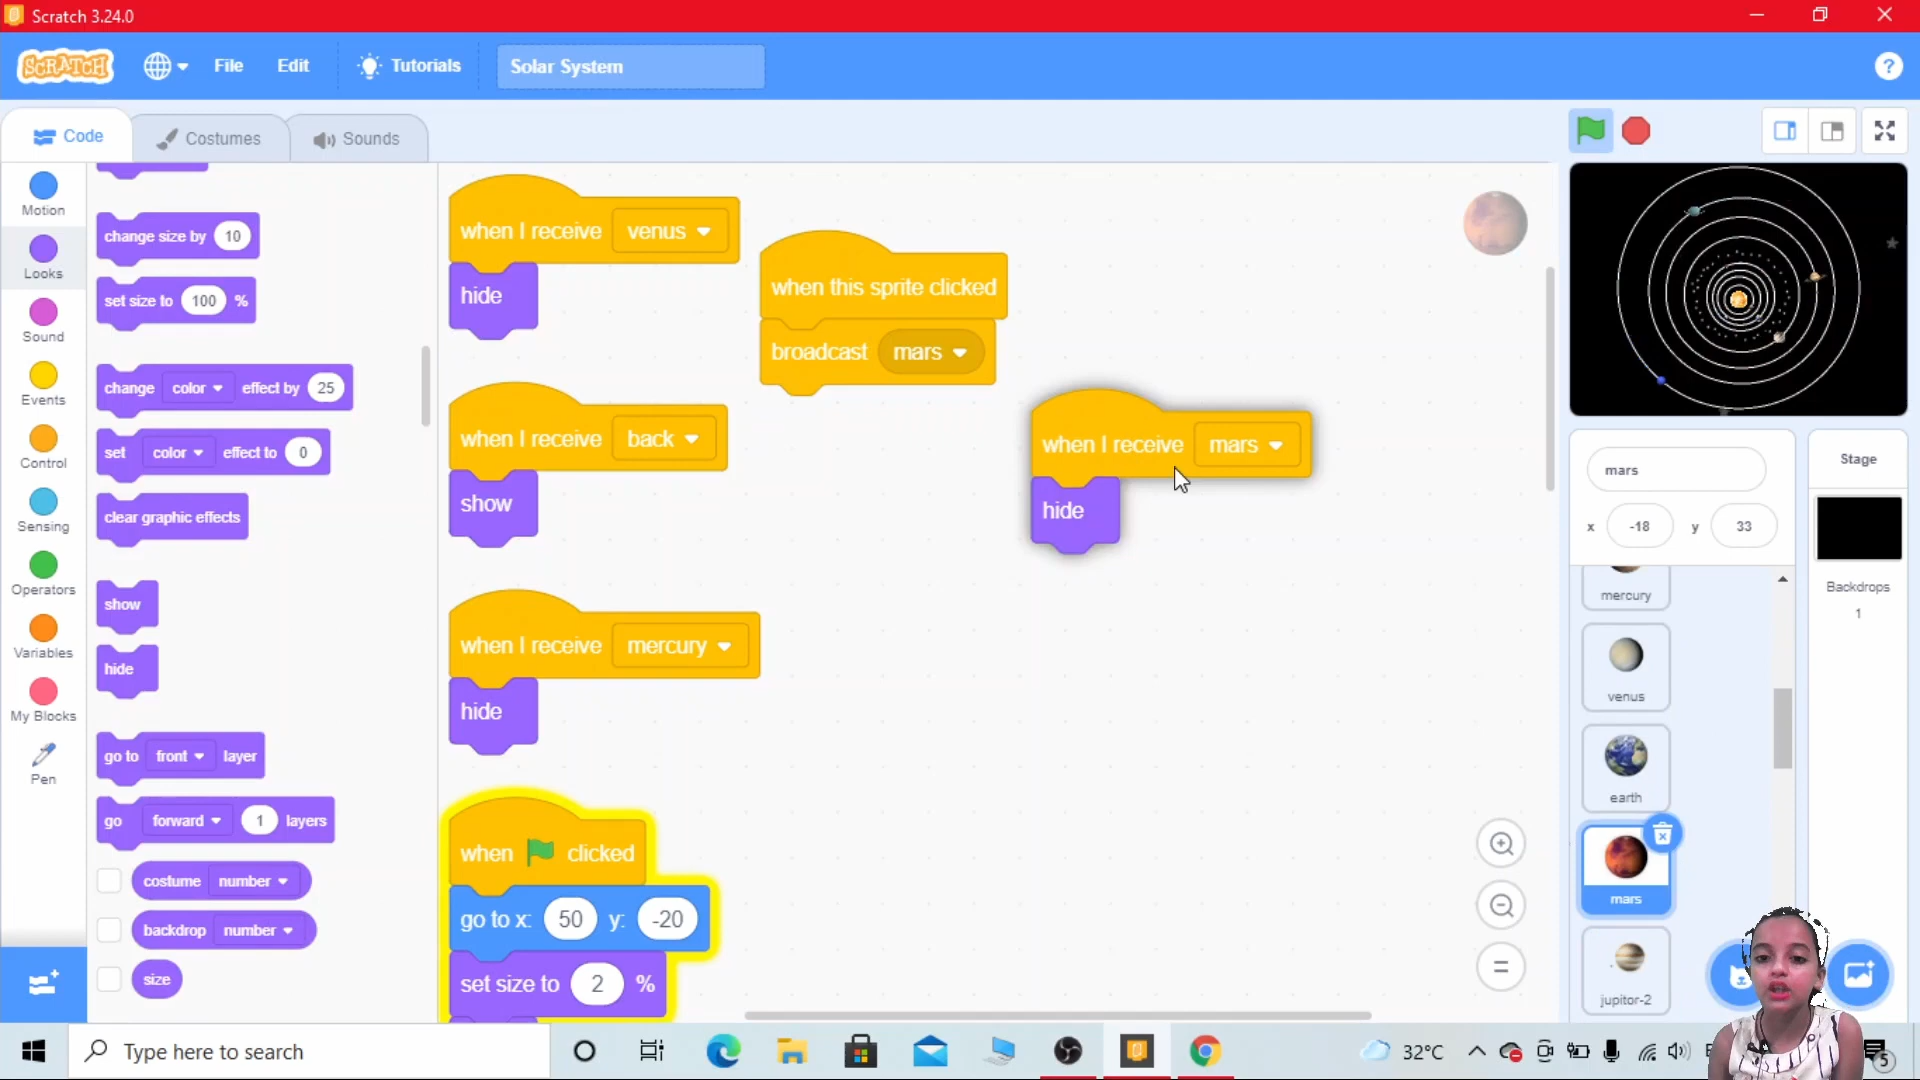 Scratch 3.24.0
SCRATCH
File
Edit
Tutorials
Solar System
?
Code
Costumes
Sounds
Motion
Looks
Sound
Events
Control
Sensing
Operators
Variables
My Blocks
Pen
change size by 10
set size to 100 %
change color effect by 25
set color effect to 0
clear graphic effects
show
hide
go to front layer
go forward 1 layers
costume number
backdrop number
size
when I receive venus
hide
when this sprite clicked
broadcast mars
when I receive back
show
when I receive mars
hide
when I receive mercury
hide
when clicked
go to x: 50 y: -20
set size to 2 %
mars
x -18 y 33
Stage
Backdrops
1
mercury
venus
earth
mars
jupitor-2
Type here to search
32°C
5